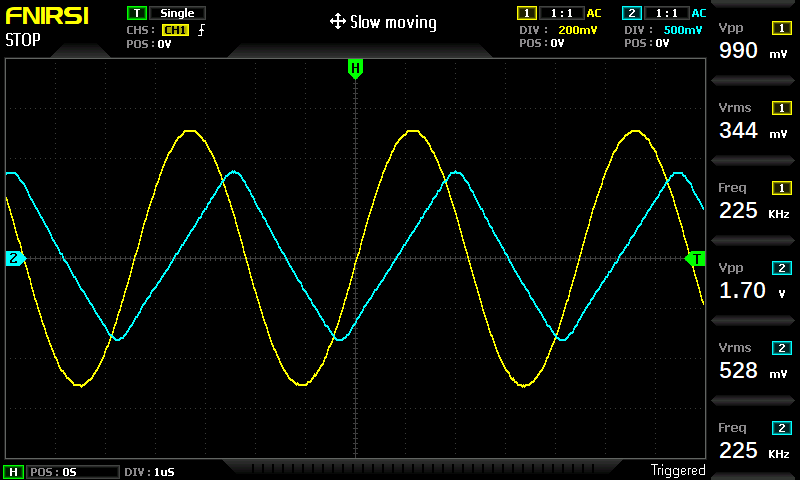 FNIRSI
STOP
T Single
CHS: CH1
POS: 0V
Slow moving
1 1:1 AC
DIV: 200mV
POS: 0V
2 1:1 AC
DIV: 500mV
POS: 0V
H
2
T
Vpp 1
990 mV
Vrms 1
344 mV
Freq 1
225 KHz
Vpp 2
1.70 V
Vrms 2
528 mV
Freq 2
225 KHz
H POS: 0S DIV: 1uS
Triggered